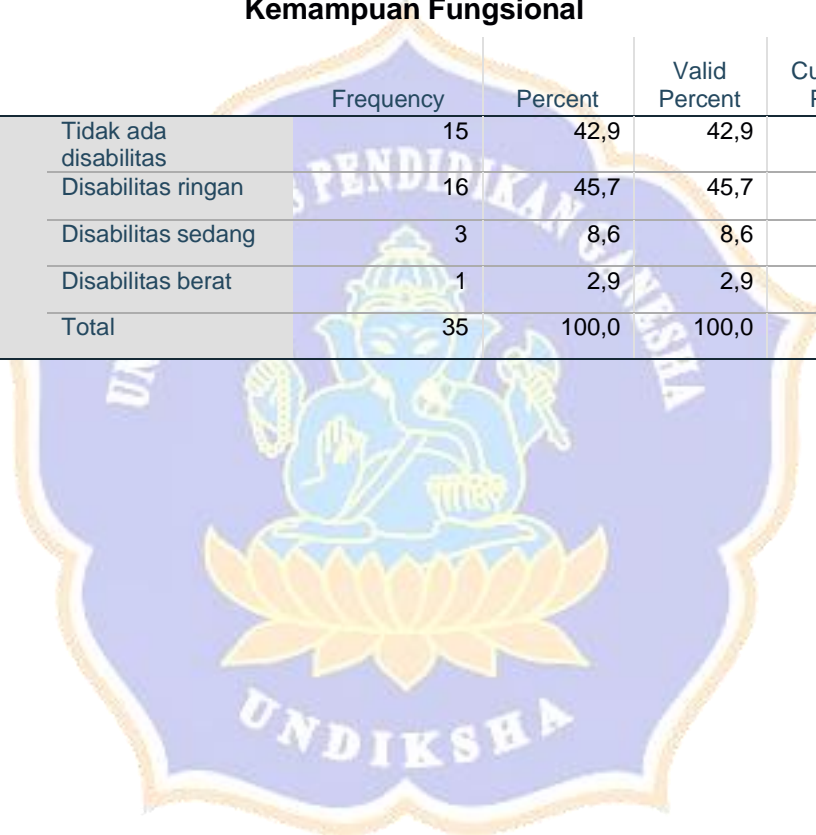 Kemampuan Fungsional
Valid
Frequency Percent Percent
Tidak ada 15 42,9 42,9
disabilitas
Disabilitas ringan 16 45,7 45,7
Disabilitas sedang 3 8,6 8,6
Disabilitas berat 1 2,9 2,9
Total 35 100,0 100,0
PENDIDIKAN GANESHA
UNDIKSHA